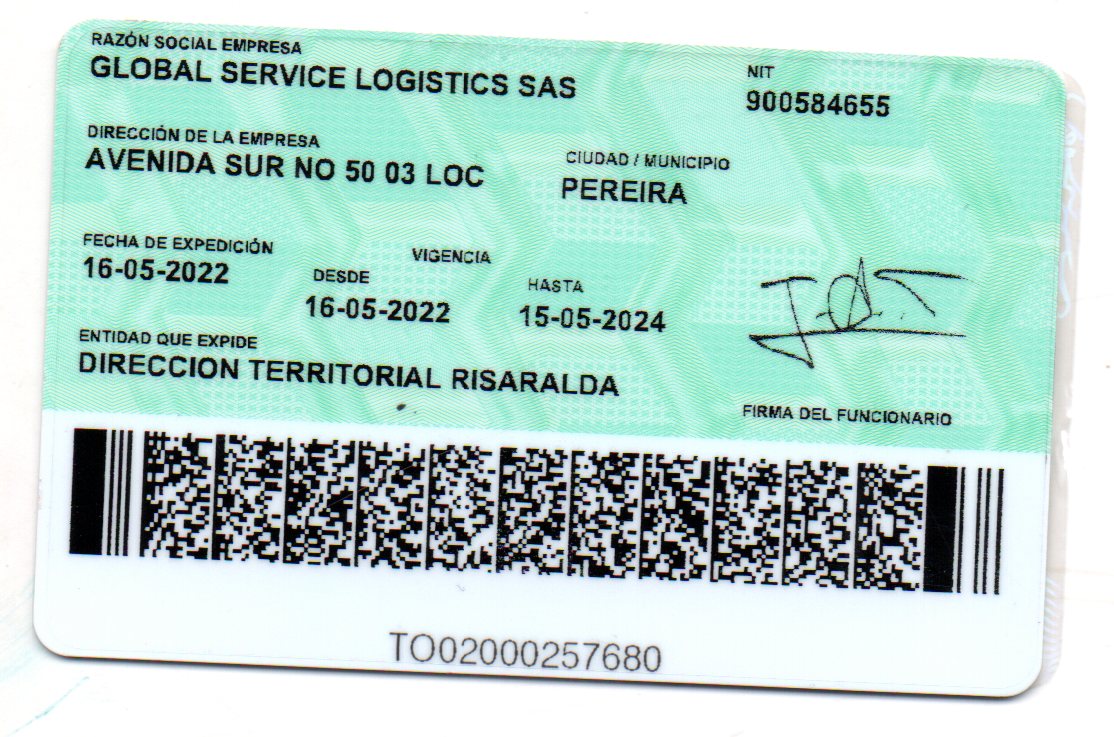 RAZÓN SOCIAL EMPRESA
GLOBAL SERVICE LOGISTICS SAS
NIT
900584655
DIRECCIÓN DE LA EMPRESA
AVENIDA SUR NO 50 03 LOC
CIUDAD / MUNICIPIO
PEREIRA
FECHA DE EXPEDICIÓN
16-05-2022
VIGENCIA
DESDE
16-05-2022
HASTA
15-05-2024
ENTIDAD QUE EXPIDE
DIRECCION TERRITORIAL RISARALDA
FIRMA DEL FUNCIONARIO
TO02000257680